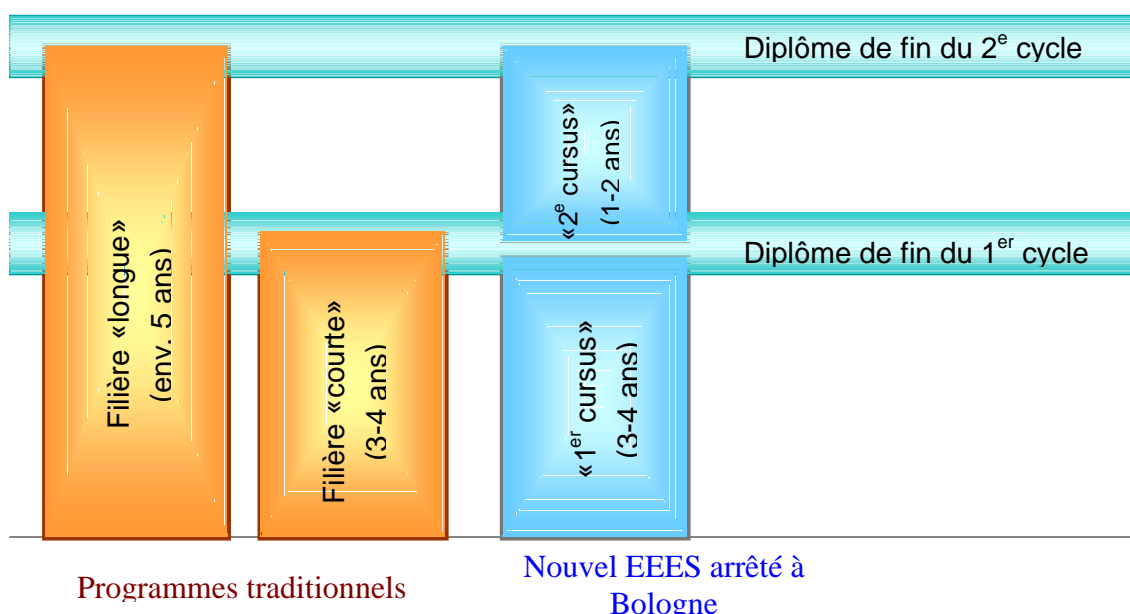 Diplôme de fin du 2e cycle
Diplôme de fin du 1er cycle
Filière «longue»
(env. 5 ans)
Filière «courte»
(3-4 ans)
«2e cursus»
(1-2 ans)
«1er cursus»
(3-4 ans)
Programmes traditionnels
Nouvel EEES arrêté à
Bologne